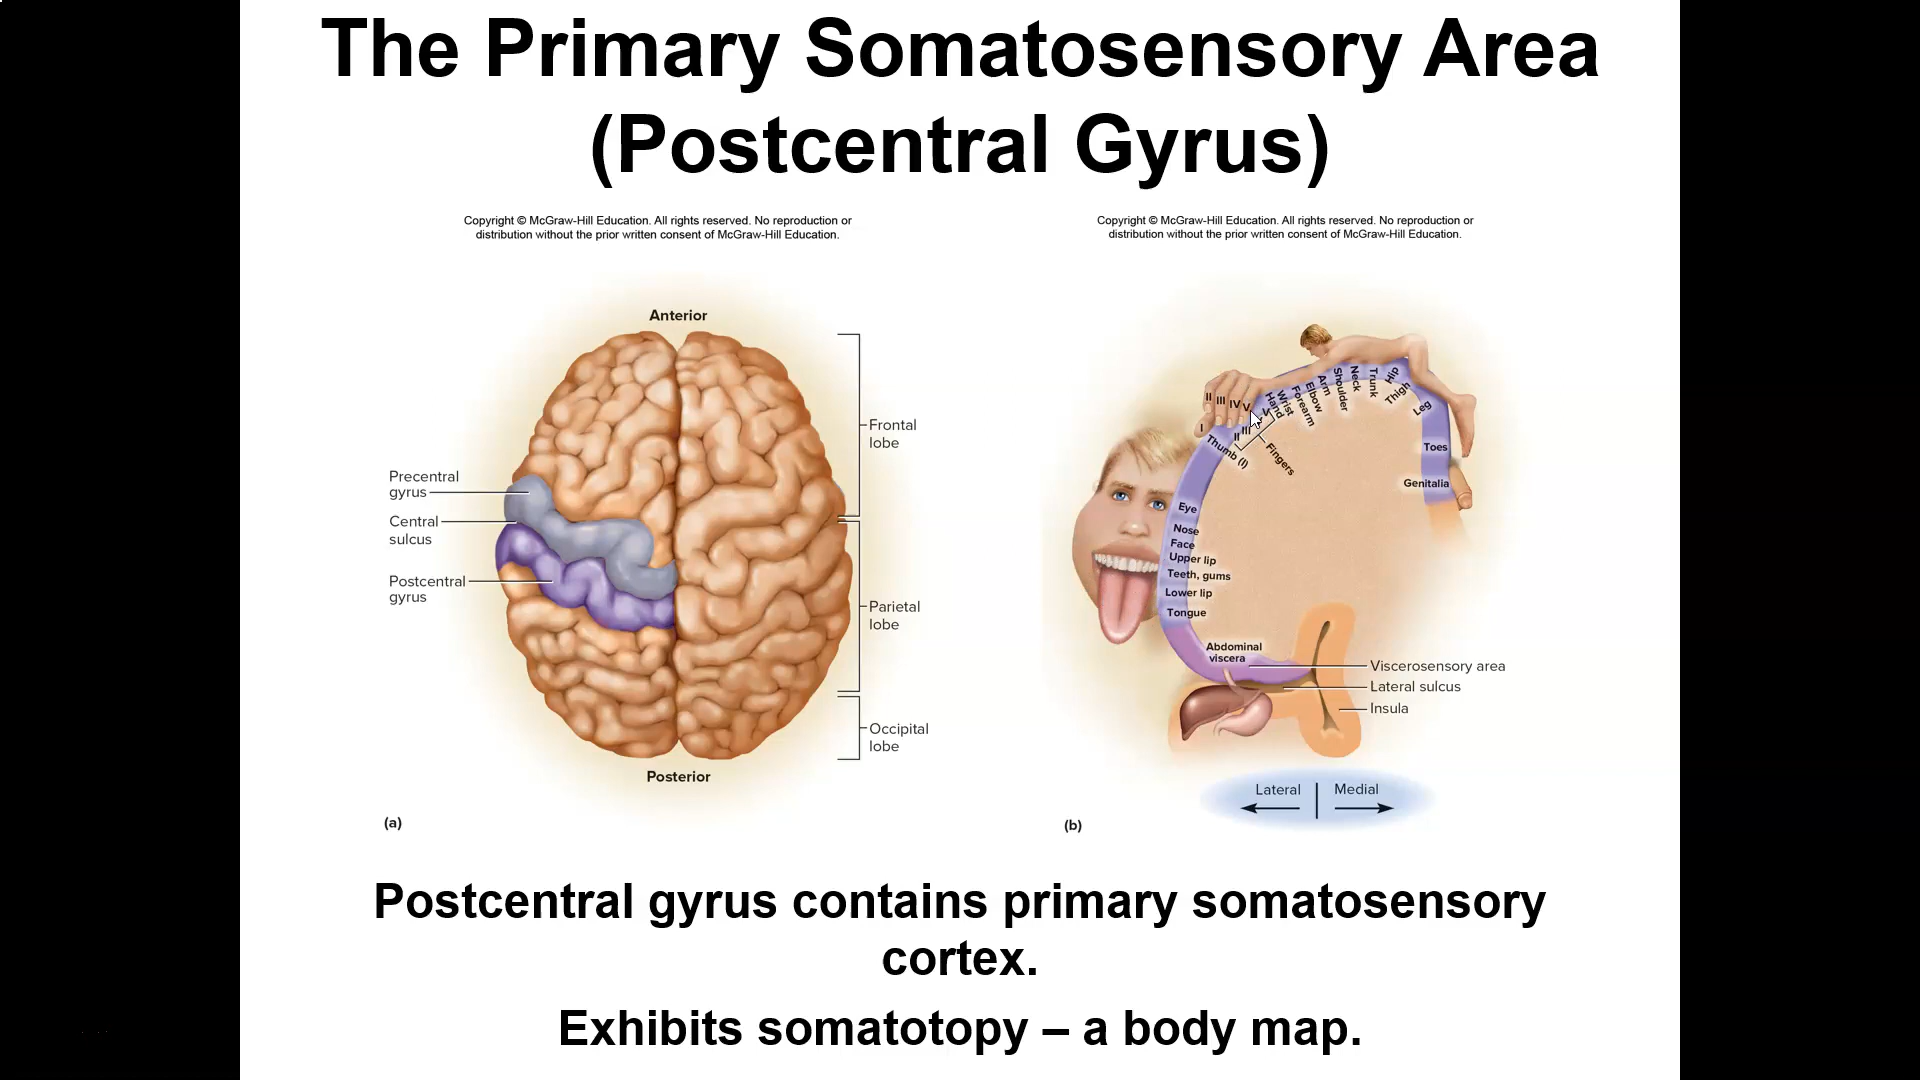 The Primary Somatosensory Area
(Postcentral Gyrus)
Copyright © McGraw-Hill Education. All rights reserved. No reproduction or
distribution without the prior written consent of McGraw-Hill Education.
Anterior
Frontal
lobe
Precentral
gyrus
Central
sulcus
Postcentral
gyrus
Parietal
lobe
Occipital
lobe
Posterior
(a)
Copyright © McGraw-Hill Education. All rights reserved. No reproduction or
distribution without the prior written consent of McGraw-Hill Education.
II III IV V
I
Thumb (I)
II
III
V
Fingers
Hand
Wrist
Forearm
Elbow
Arm
Shoulder
Neck
Trunk
Hip
Thigh
Leg
Toes
Genitalia
Eye
Nose
Face
Upper lip
Teeth, gums
Lower lip
Tongue
Abdominal
viscera
Viscerosensory area
Lateral sulcus
Insula
Lateral
Medial
(b)
Postcentral gyrus contains primary somatosensory
cortex.
Exhibits somatotopy – a body map.